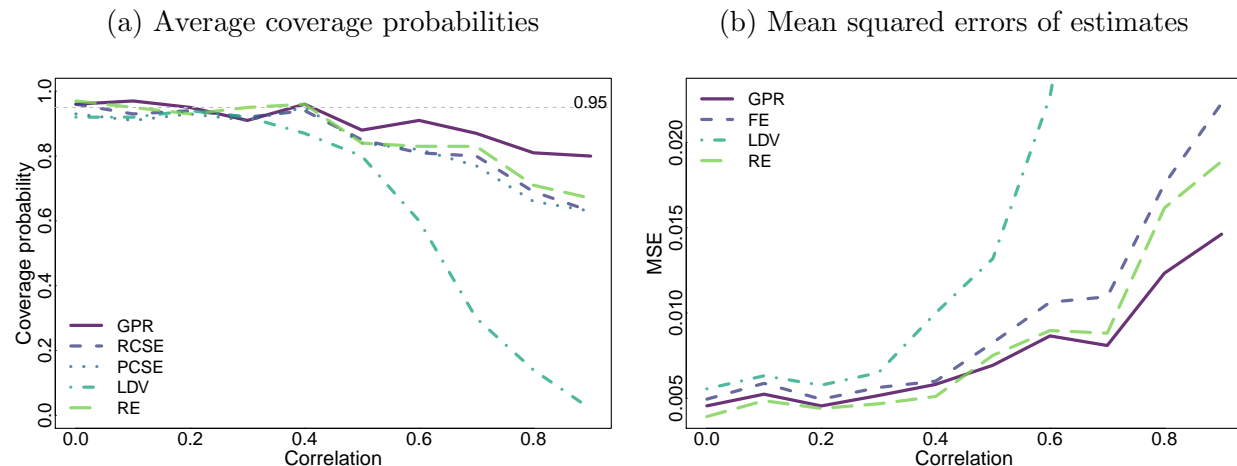 (a) Average coverage probabilities
(b) Mean squared errors of estimates
Coverage probability
1.0
0.8
0.6
0.4
0.2
0.0
0.95
GPR
RCSE
PCSE
LDV
RE
0.0 0.2 0.4 0.6 0.8
Correlation
MSE
0.020
0.015
0.010
0.005
GPR
FE
LDV
RE
0.0 0.2 0.4 0.6 0.8
Correlation